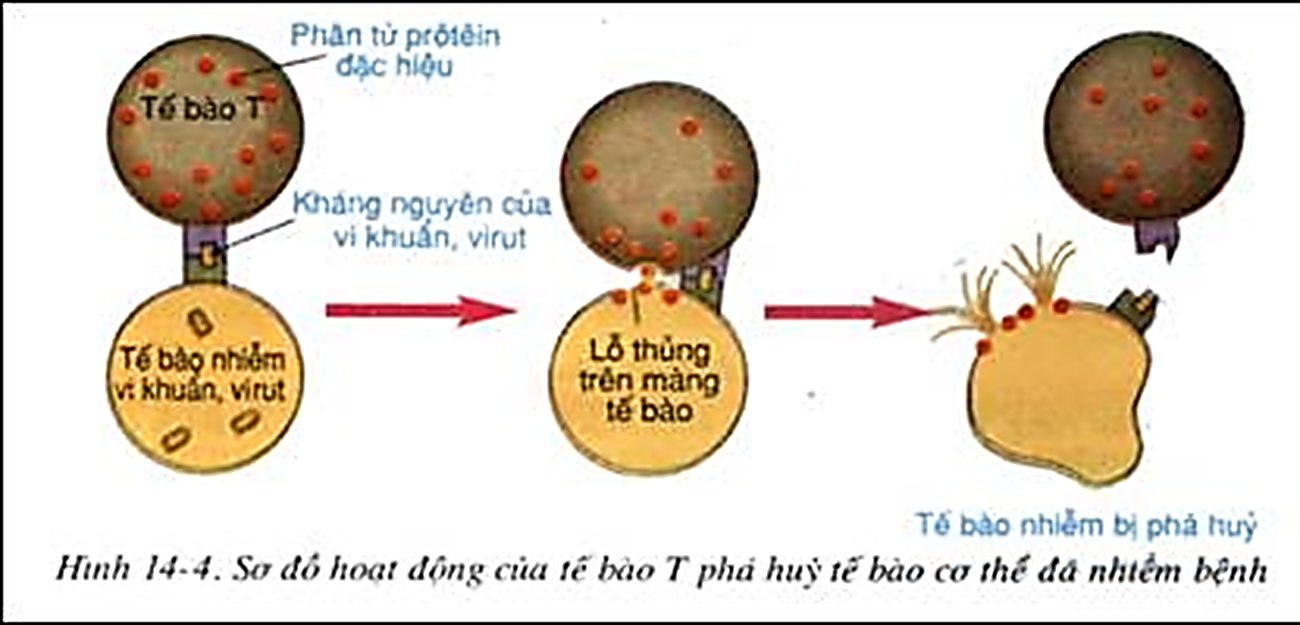 Phân tử prôtêin
đặc hiệu
Tế bào T
Kháng nguyên của
vi khuẩn, virut
Tế bào nhiễm
vi khuẩn, virut
Lỗ thủng
trên màng
tế bào
Tế bào nhiễm bị phá huỷ
Hình 14-4. Sơ đồ hoạt động của tế bào T phá huỷ tế bào cơ thể đã nhiễm bệnh